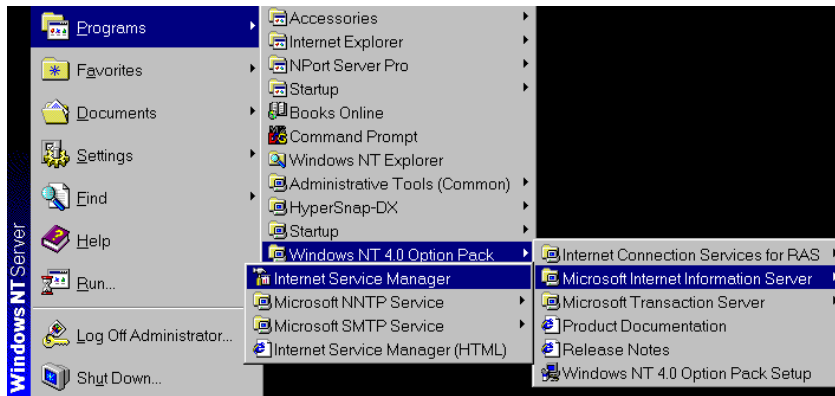 Windows NT Server
Programs
Favorites
Documents
Settings
Find
Help
Run...
Log Off Administrator...
Shut Down...
Accessories
Internet Explorer
NPort Server Pro
Startup
Books Online
Command Prompt
Windows NT Explorer
Administrative Tools (Common)
HyperSnap-DX
Startup
Windows NT 4.0 Option Pack
Internet Connection Services for RAS
Microsoft Internet Information Server
Microsoft Transaction Server
Product Documentation
Release Notes
Windows NT 4.0 Option Pack Setup
Internet Service Manager
Microsoft NNTP Service
Microsoft SMTP Service
Internet Service Manager (HTML)